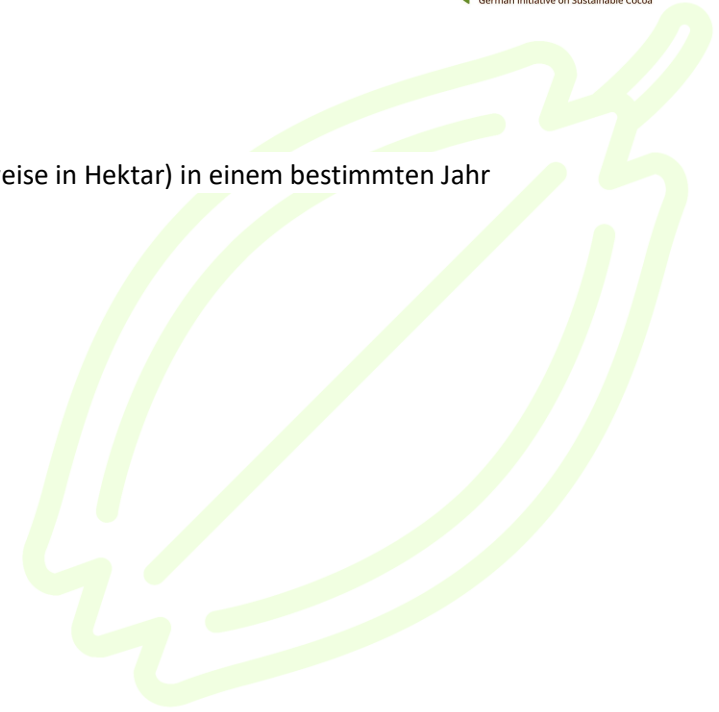 German Initiative on Sustainable Cocoa
eise in Hektar) in einem bestimmten Jahr